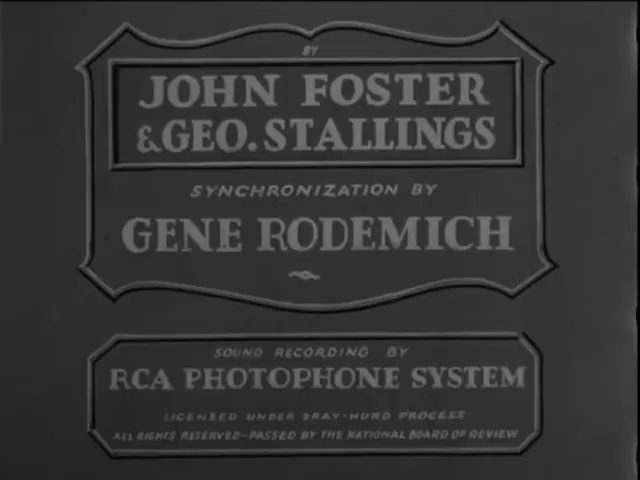 BY
JOHN FOSTER
& GEO. STALLINGS
SYNCHRONIZATION BY
GENE RODEMICH
SOUND RECORDING BY
RCA PHOTOPHONE SYSTEM
LICENSED UNDER BRAY-HURD PROCESS
ALL RIGHTS RESERVED—PASSED BY THE NATIONAL BOARD OF REVIEW